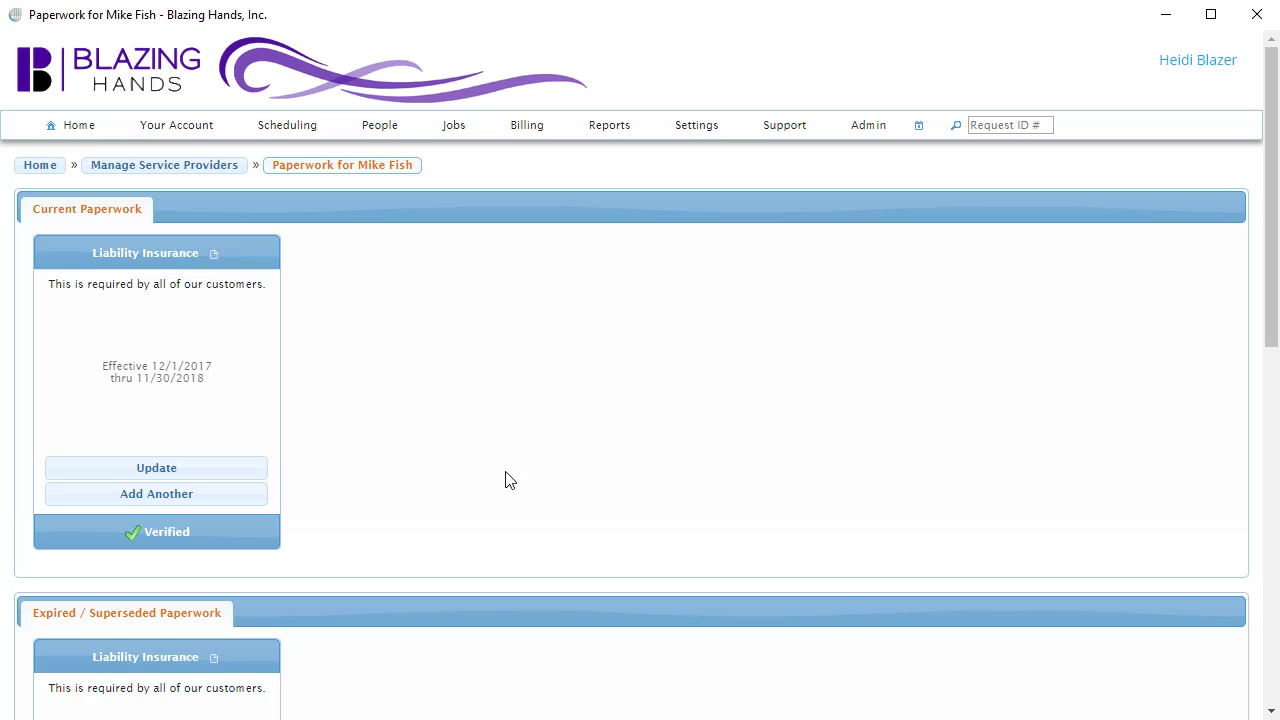 Paperwork for Mike Fish - Blazing Hands, Inc.
BLAZING
HANDS
Heidi Blazer
Home Your Account Scheduling People Jobs Billing Reports Settings Support Admin Request ID #
Home » Manage Service Providers » Paperwork for Mike Fish
Current Paperwork
Liability Insurance
This is required by all of our customers.
Effective 12/1/2017
thru 11/30/2018
Update
Add Another
Verified
Expired / Superseded Paperwork
Liability Insurance
This is required by all of our customers.